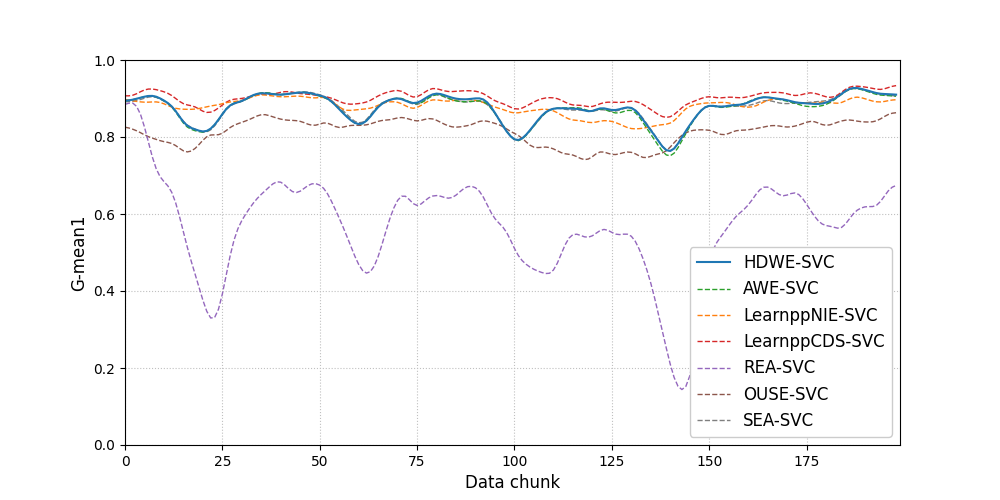 1.0
0.8
0.6
0.4
0.2
0.0
G-mean1
0 25 50 75 100 125 150 175
Data chunk
HDWE-SVC
AWE-SVC
LearnppNIE-SVC
LearnppCDS-SVC
REA-SVC
OUSE-SVC
SEA-SVC